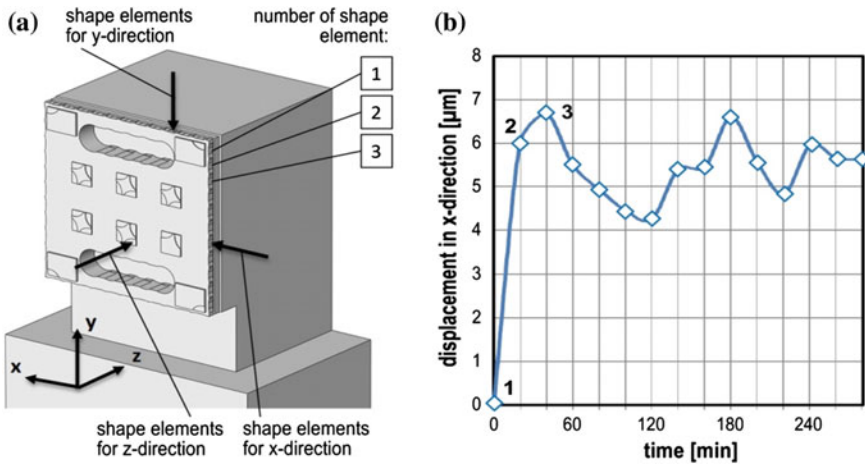 (a)
shape elements
for y-direction
number of shape
element:
1
2
3
y
x
z
shape elements
for z-direction
shape elements
for x-direction
(b)
displacement in x-direction [µm]
8
7
6
5
4
3
2
1
0
2
3
1
0
60
120
180
240
time [min]